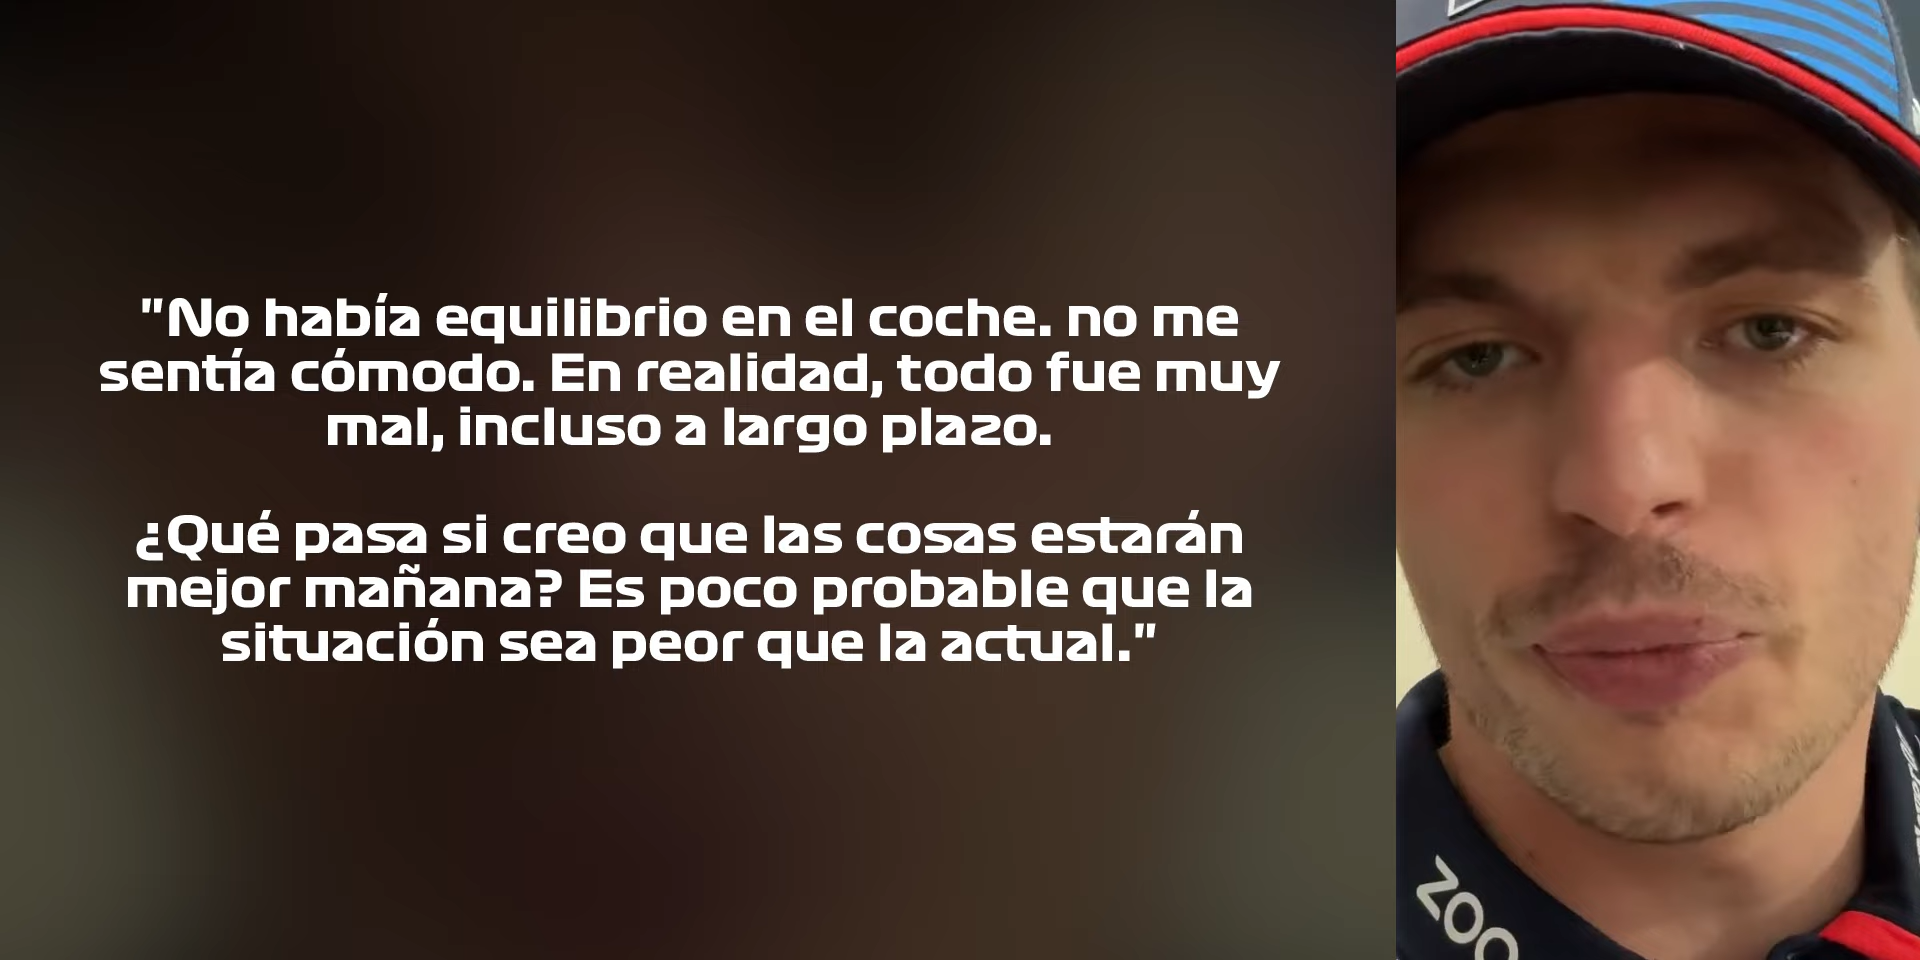 "No había equilibrio en el coche. no me
sentía cómodo. En realidad, todo fue muy
mal, incluso a largo plazo.
¿Qué pasa si creo que las cosas estarán
mejor mañana? Es poco probable que la
situación sea peor que la actual."
ZOO